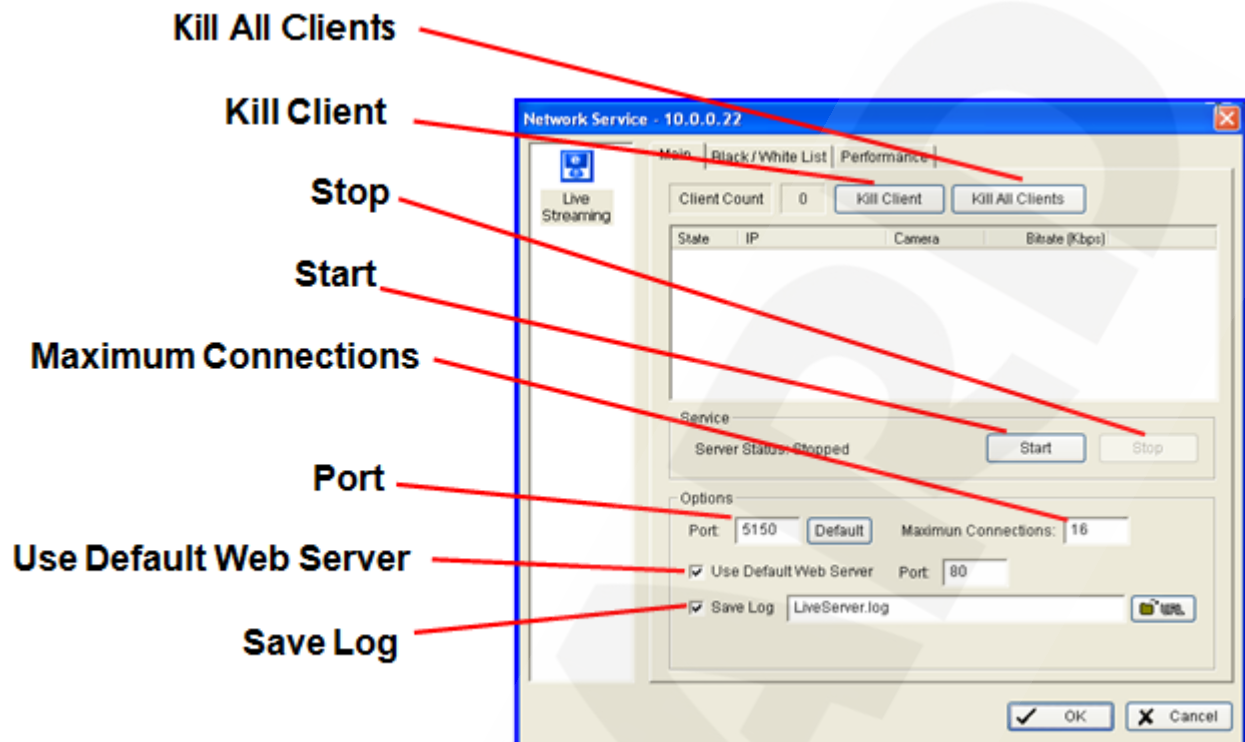 Kill All Clients
Kill Client
Stop
Start
Maximum Connections
Port
Use Default Web Server
Save Log
Network Service - 10.0.0.22
Live
Streaming
Main Black / White List Performance
Client Count 0 Kill Client Kill All Clients
State IP Camera Bitrate (Kbps)
Service
Server Status: Stopped Start Stop
Options
Port: 5150 Default Maximun Connections: 16
Use Default Web Server Port: 80
Save Log LiveServer.log
OK Cancel